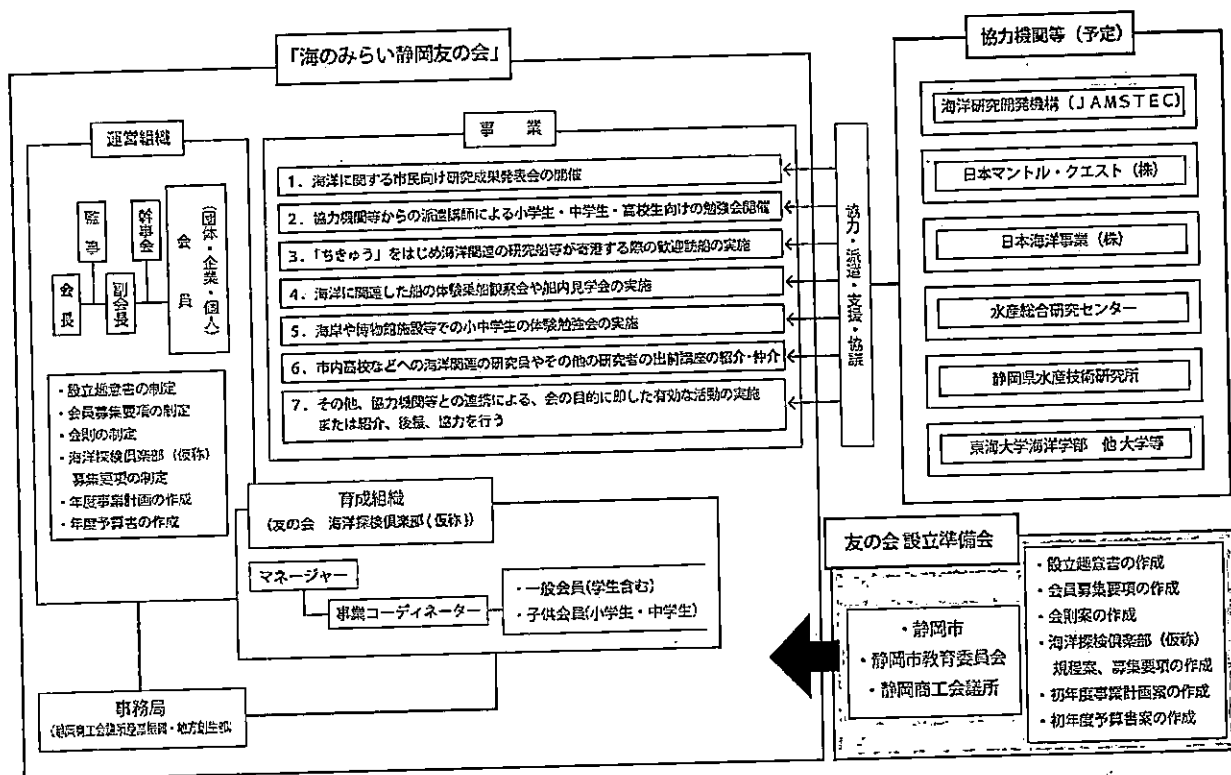 「海のみらい静岡友の会」
運営組織
監事
幹事会
会長
副会長
会員
(団体・企業・個人)
・設立趣意書の制定
・会員募集要項の制定
・会則の制定
・海洋探検倶楽部(仮称)
募集要項の制定
・年度事業計画の作成
・年度予算書の作成
事 業
1．海洋に関する市民向け研究成果発表会の開催
2．協力機関等からの派遣講師による小学生・中学生・高校生向けの勉強会開催
3．「ちきゅう」をはじめ海洋関連の研究船等が寄港する際の歓迎訪船の実施
4．海洋に関連した船の体験乗船観察会や船内見学会の実施
5．海岸や博物館施設等での小中学生の体験勉強会の実施
6．市内高校などへの海洋関連の研究員やその他の研究者の出前講座の紹介・仲介
7．その他、協力機関等との連携による、会の目的に即した有効な活動の実施
または紹介、後援、協力を行う
協力・派遣・支援・協議
協力機関等（予定）
海洋研究開発機構（JAMSTEC）
日本マントル・クエスト（株）
日本海洋事業（株）
水産総合研究センター
静岡県水産技術研究所
東海大学海洋学部　他 大学等
育成組織
(友の会　海洋探検倶楽部(仮称))
マネージャー
事業コーディネーター
・一般会員(学生含む)
・子供会員(小学生・中学生)
事務局
(静岡商工会議所産業振興・地方創生部)
友の会 設立準備会
・静岡市
・静岡市教育委員会
・静岡商工会議所
・設立趣意書の作成
・会員募集要項の作成
・会則案の作成
・海洋探検倶楽部（仮称）
規程案、募集要項の作成
・初年度事業計画案の作成
・初年度予算書案の作成